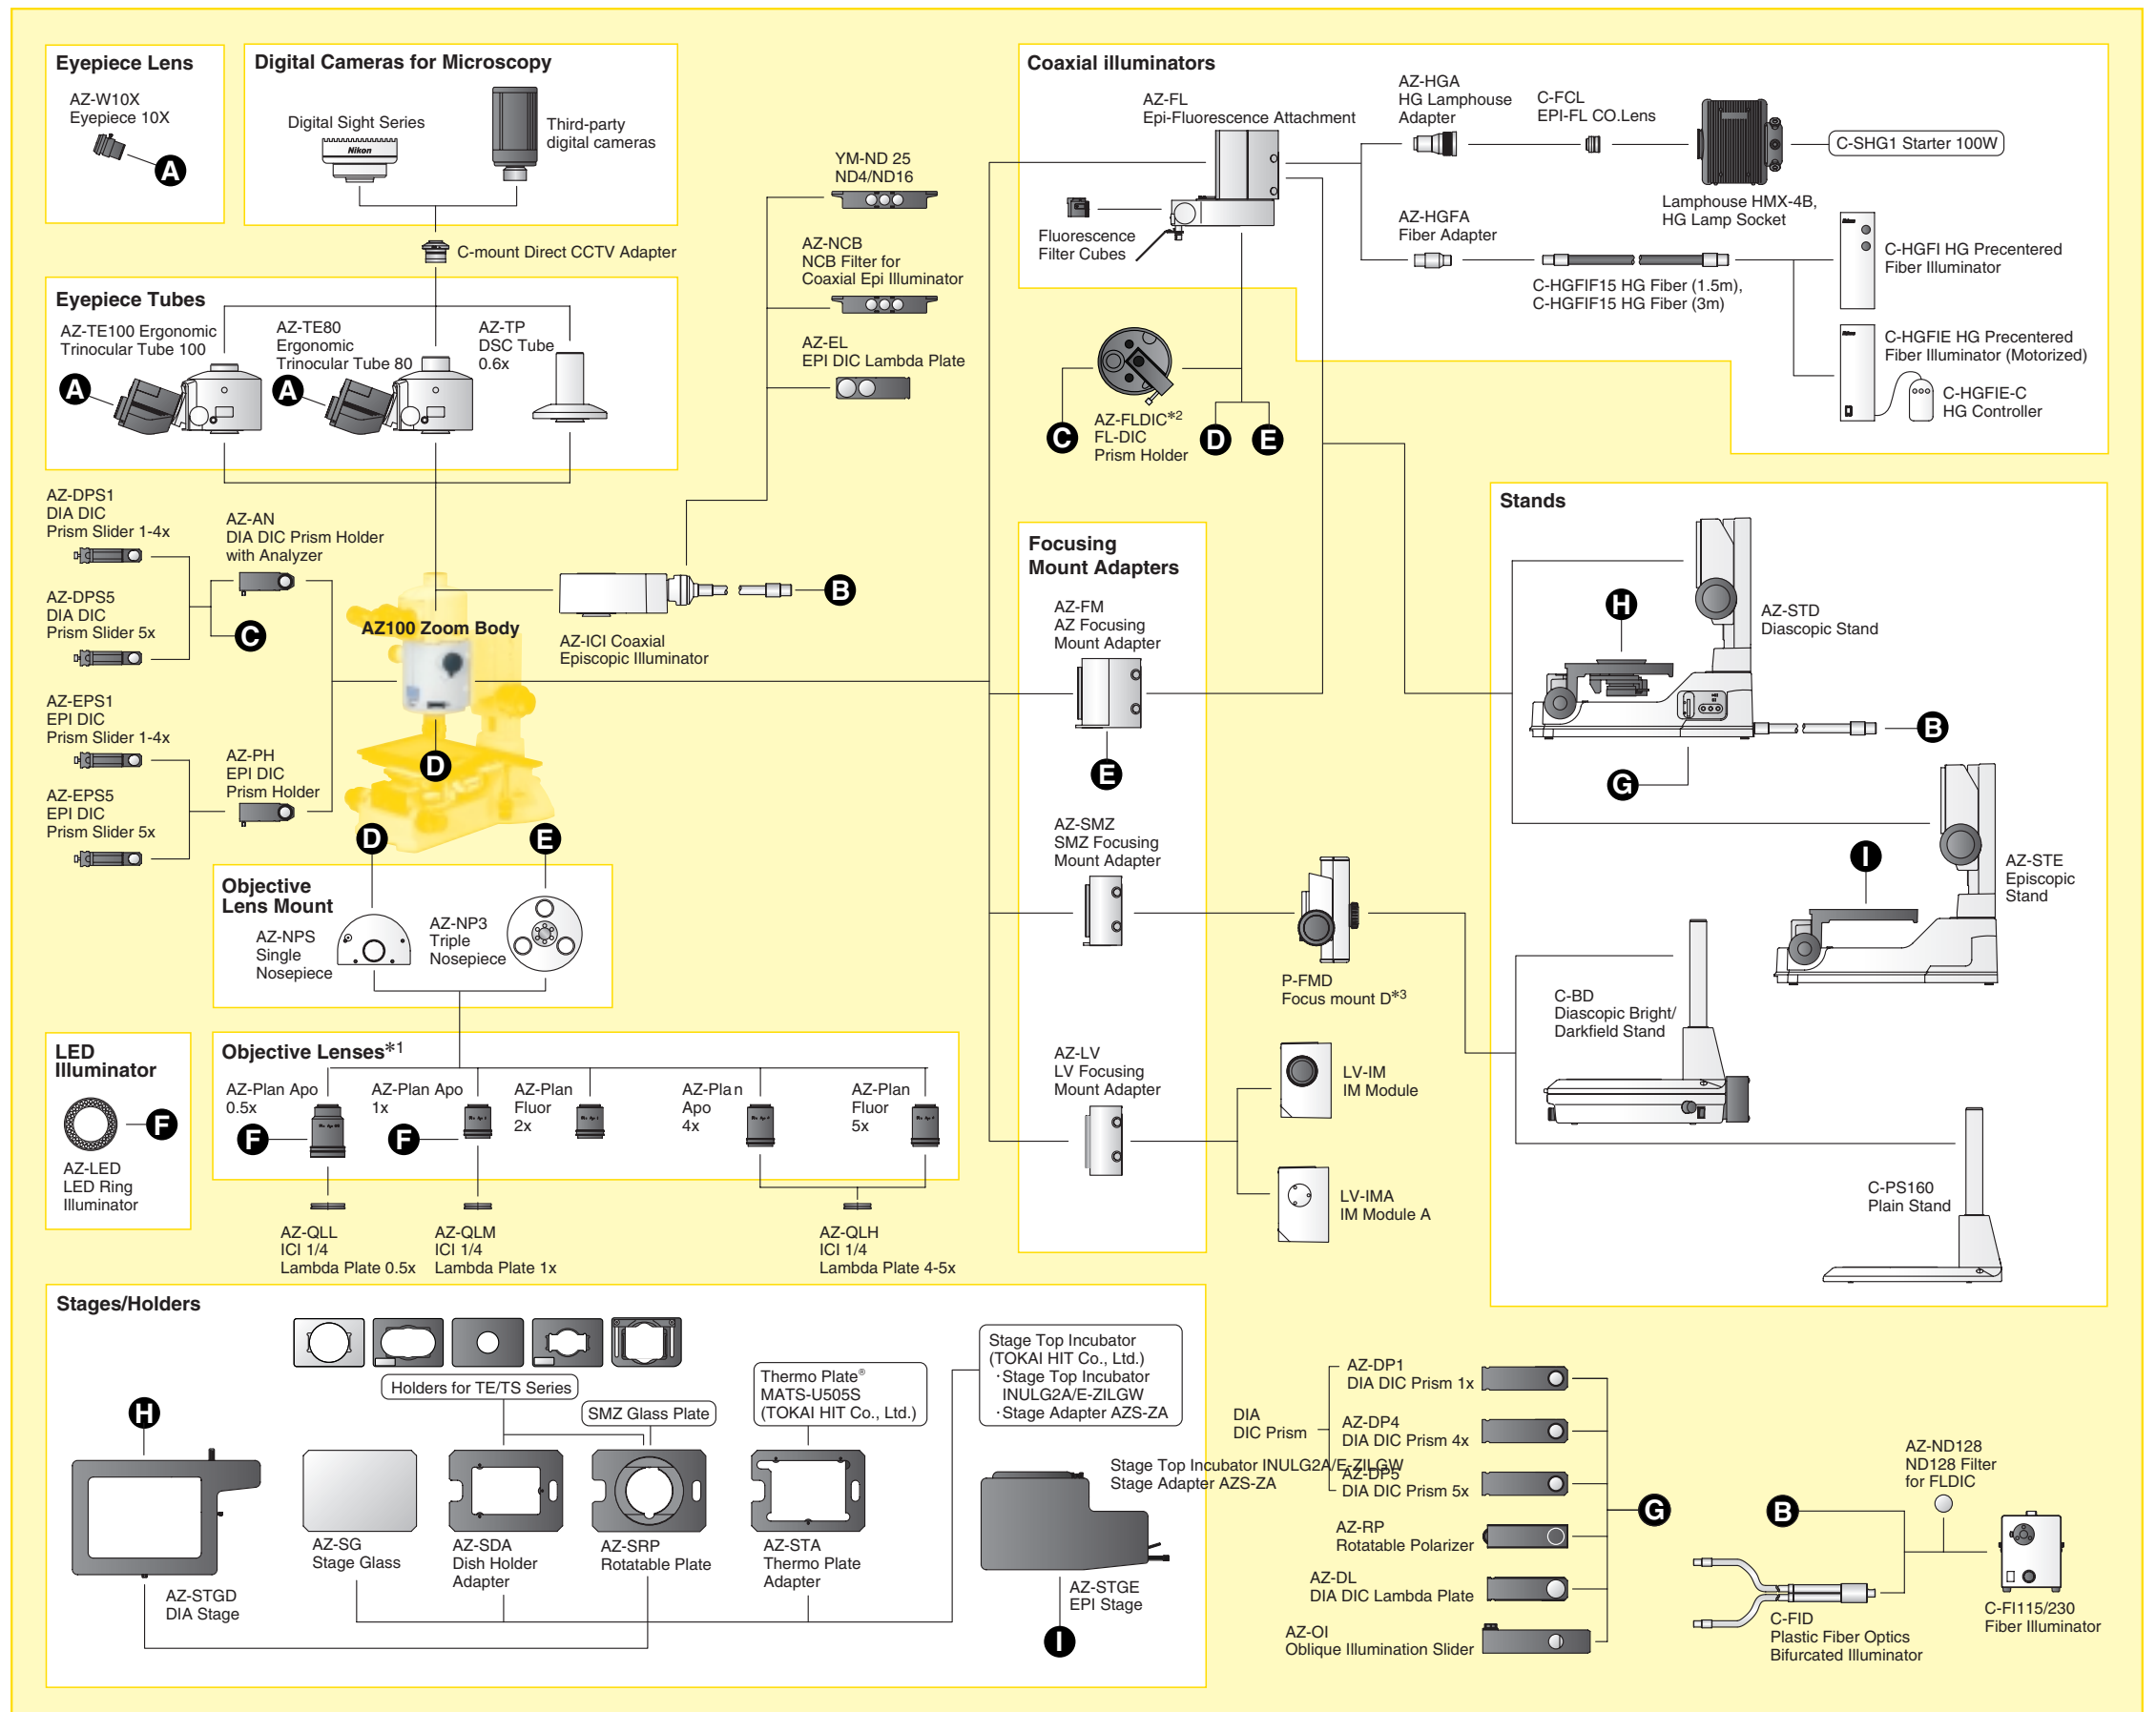 Eyepiece Lens
AZ-W10X
Eyepiece 10X
A
Digital Cameras for Microscopy
Digital Sight Series
Nikon
Third-party
digital cameras
C-mount Direct CCTV Adapter
Eyepiece Tubes
AZ-TE100 Ergonomic
Trinocular Tube 100
A
AZ-TE80
Ergonomic
Trinocular Tube 80
A
AZ-TP
DSC Tube
0.6x
YM-ND 25
ND4/ND16
AZ-NCB
NCB Filter for
Coaxial Epi Illuminator
AZ-EL
EPI DIC Lambda Plate
Coaxial illuminators
AZ-FL
Epi-Fluorescence Attachment
Fluorescence
Filter Cubes
AZ-HGA
HG Lamphouse
Adapter
C-FCL
EPI-FL CO.Lens
C-SHG1 Starter 100W
Lamphouse HMX-4B,
HG Lamp Socket
AZ-HGFA
Fiber Adapter
C-HGFIF15 HG Fiber (1.5m),
C-HGFIF15 HG Fiber (3m)
C-HGFI HG Precentered
Fiber Illuminator
C-HGFIE HG Precentered
Fiber Illuminator (Motorized)
C-HGFIE-C
HG Controller
C
AZ-FLDIC*2
FL-DIC
Prism Holder
D
E
AZ-DPS1
DIA DIC
Prism Slider 1-4x
AZ-AN
DIA DIC Prism Holder
with Analyzer
AZ-DPS5
DIA DIC
Prism Slider 5x
C
AZ-EPS1
EPI DIC
Prism Slider 1-4x
AZ-PH
EPI DIC
Prism Holder
AZ-EPS5
EPI DIC
Prism Slider 5x
AZ100 Zoom Body
D
AZ-ICI Coaxial
Episcopic Illuminator
B
Focusing
Mount Adapters
AZ-FM
AZ Focusing
Mount Adapter
E
AZ-SMZ
SMZ Focusing
Mount Adapter
AZ-LV
LV Focusing
Mount Adapter
P-FMD
Focus mount D*3
LV-IM
IM Module
LV-IMA
IM Module A
Stands
H
AZ-STD
Diascopic Stand
B
G
I
AZ-STE
Episcopic
Stand
C-BD
Diascopic Bright/
Darkfield Stand
C-PS160
Plain Stand
D
E
Objective
Lens Mount
AZ-NPS
Single
Nosepiece
AZ-NP3
Triple
Nosepiece
LED
Illuminator
F
AZ-LED
LED Ring
Illuminator
Objective Lenses*1
AZ-Plan Apo
0.5x
F
AZ-Plan Apo
1x
F
AZ-Plan
Fluor
2x
AZ-Plan
Apo
4x
AZ-Plan
Fluor
5x
AZ-QLL
ICI 1/4
Lambda Plate 0.5x
AZ-QLM
ICI 1/4
Lambda Plate 1x
AZ-QLH
ICI 1/4
Lambda Plate 4-5x
Stages/Holders
Holders for TE/TS Series
SMZ Glass Plate
Thermo Plate®
MATS-U505S
(TOKAI HIT Co., Ltd.)
Stage Top Incubator
(TOKAI HIT Co., Ltd.)
·Stage Top Incubator
INULG2A/E-ZILGW
·Stage Adapter AZS-ZA
H
AZ-STGD
DIA Stage
AZ-SG
Stage Glass
AZ-SDA
Dish Holder
Adapter
AZ-SRP
Rotatable Plate
AZ-STA
Thermo Plate
Adapter
Stage Top Incubator INULG2A/E-ZILGW
Stage Adapter AZS-ZA
AZ-STGE
EPI Stage
I
DIA
DIC Prism
AZ-DP1
DIA DIC Prism 1x
AZ-DP4
DIA DIC Prism 4x
AZ-DP5
DIA DIC Prism 5x
AZ-RP
Rotatable Polarizer
AZ-DL
DIA DIC Lambda Plate
AZ-OI
Oblique Illumination Slider
G
B
AZ-ND128
ND128 Filter
for FLDIC
C-FID
Plastic Fiber Optics
Bifurcated Illuminator
C-FI115/230
Fiber Illuminator